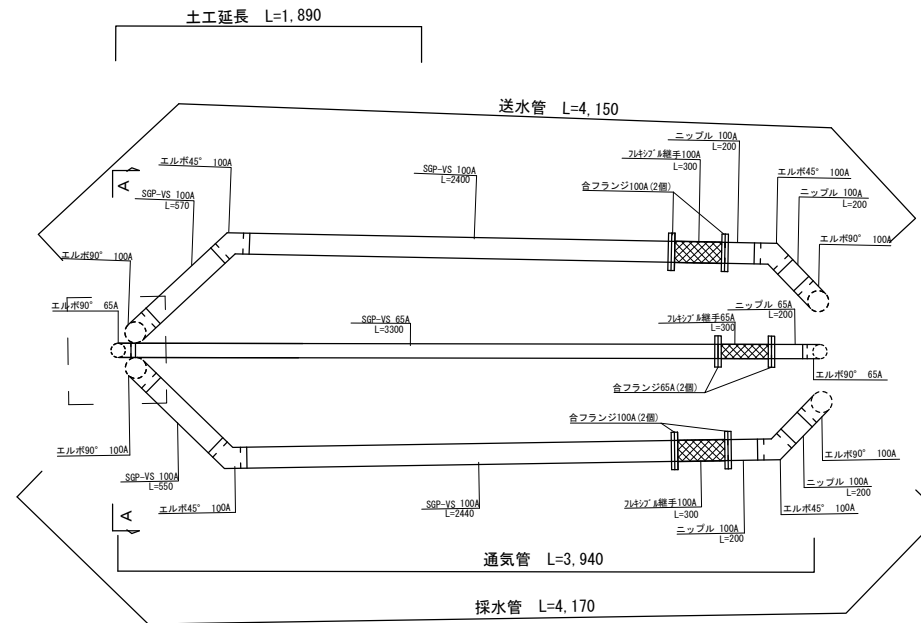 土工延長 L=1,890
送水管 L=4,150
ニップル 100A
L=200
フレキシブル継手100A
L=300
エルボ45° 100A
SGP-VS 100A
L=2400
エルボ45° 100A
合フランジ100A(2個)
ニップル 100A
L=200
A
SGP-VS 100A
L=570
エルボ90° 100A
エルボ90° 100A
エルボ90° 65A
SGP-VS 65A
L=3300
ニップル 65A
L=200
フレキシブル継手65A
L=300
エルボ90° 65A
合フランジ65A(2個)
合フランジ100A(2個)
エルボ90° 100A
エルボ90° 100A
SGP-VS 100A
L=550
SGP-VS 100A
L=2440
フレキシブル継手100A
L=300
ニップル 100A
L=200
エルボ45° 100A
エルボ45° 100A
A
ニップル 100A
L=200
通気管 L=3,940
採水管 L=4,170